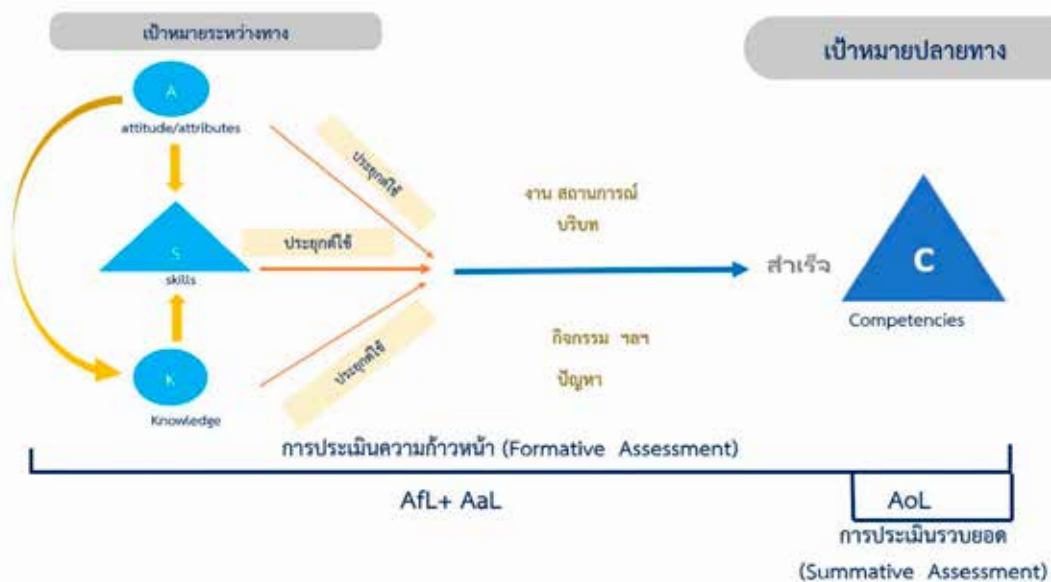 เป้าหมายระหว่างทาง
เป้าหมายปลายทาง
A
attitude/attributes
ประยุกต์ใช้
S
skills
ประยุกต์ใช้
K
Knowledge
ประยุกต์ใช้
งาน สถานการณ์
บริบท
กิจกรรม ฯลฯ
ปัญหา
สำเร็จ
C
Competencies
การประเมินความก้าวหน้า (Formative Assessment)
AfL+ AaL
AoL
การประเมินรวบยอด
(Summative Assessment)